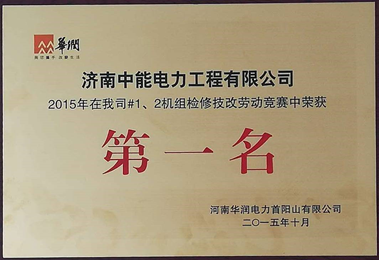 华润
济南中能电力工程有限公司
2015年在我司#1、2机组检修技改劳动竞赛中荣获
第一名
河南华润电力首阳山有限公司
二〇一五年十月